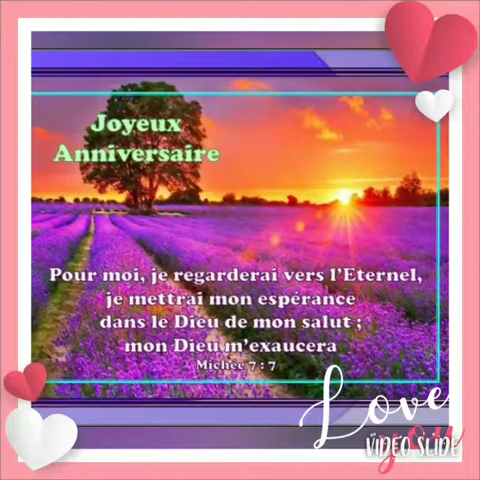 Joyeux
Anniversaire
Pour moi, je regarderai vers l'Eternel,
je mettrai mon espérance
dans le Dieu de mon salut ;
mon Dieu m'exaucera
Michée 7 : 7
Love
you
VIDEO SLIDE